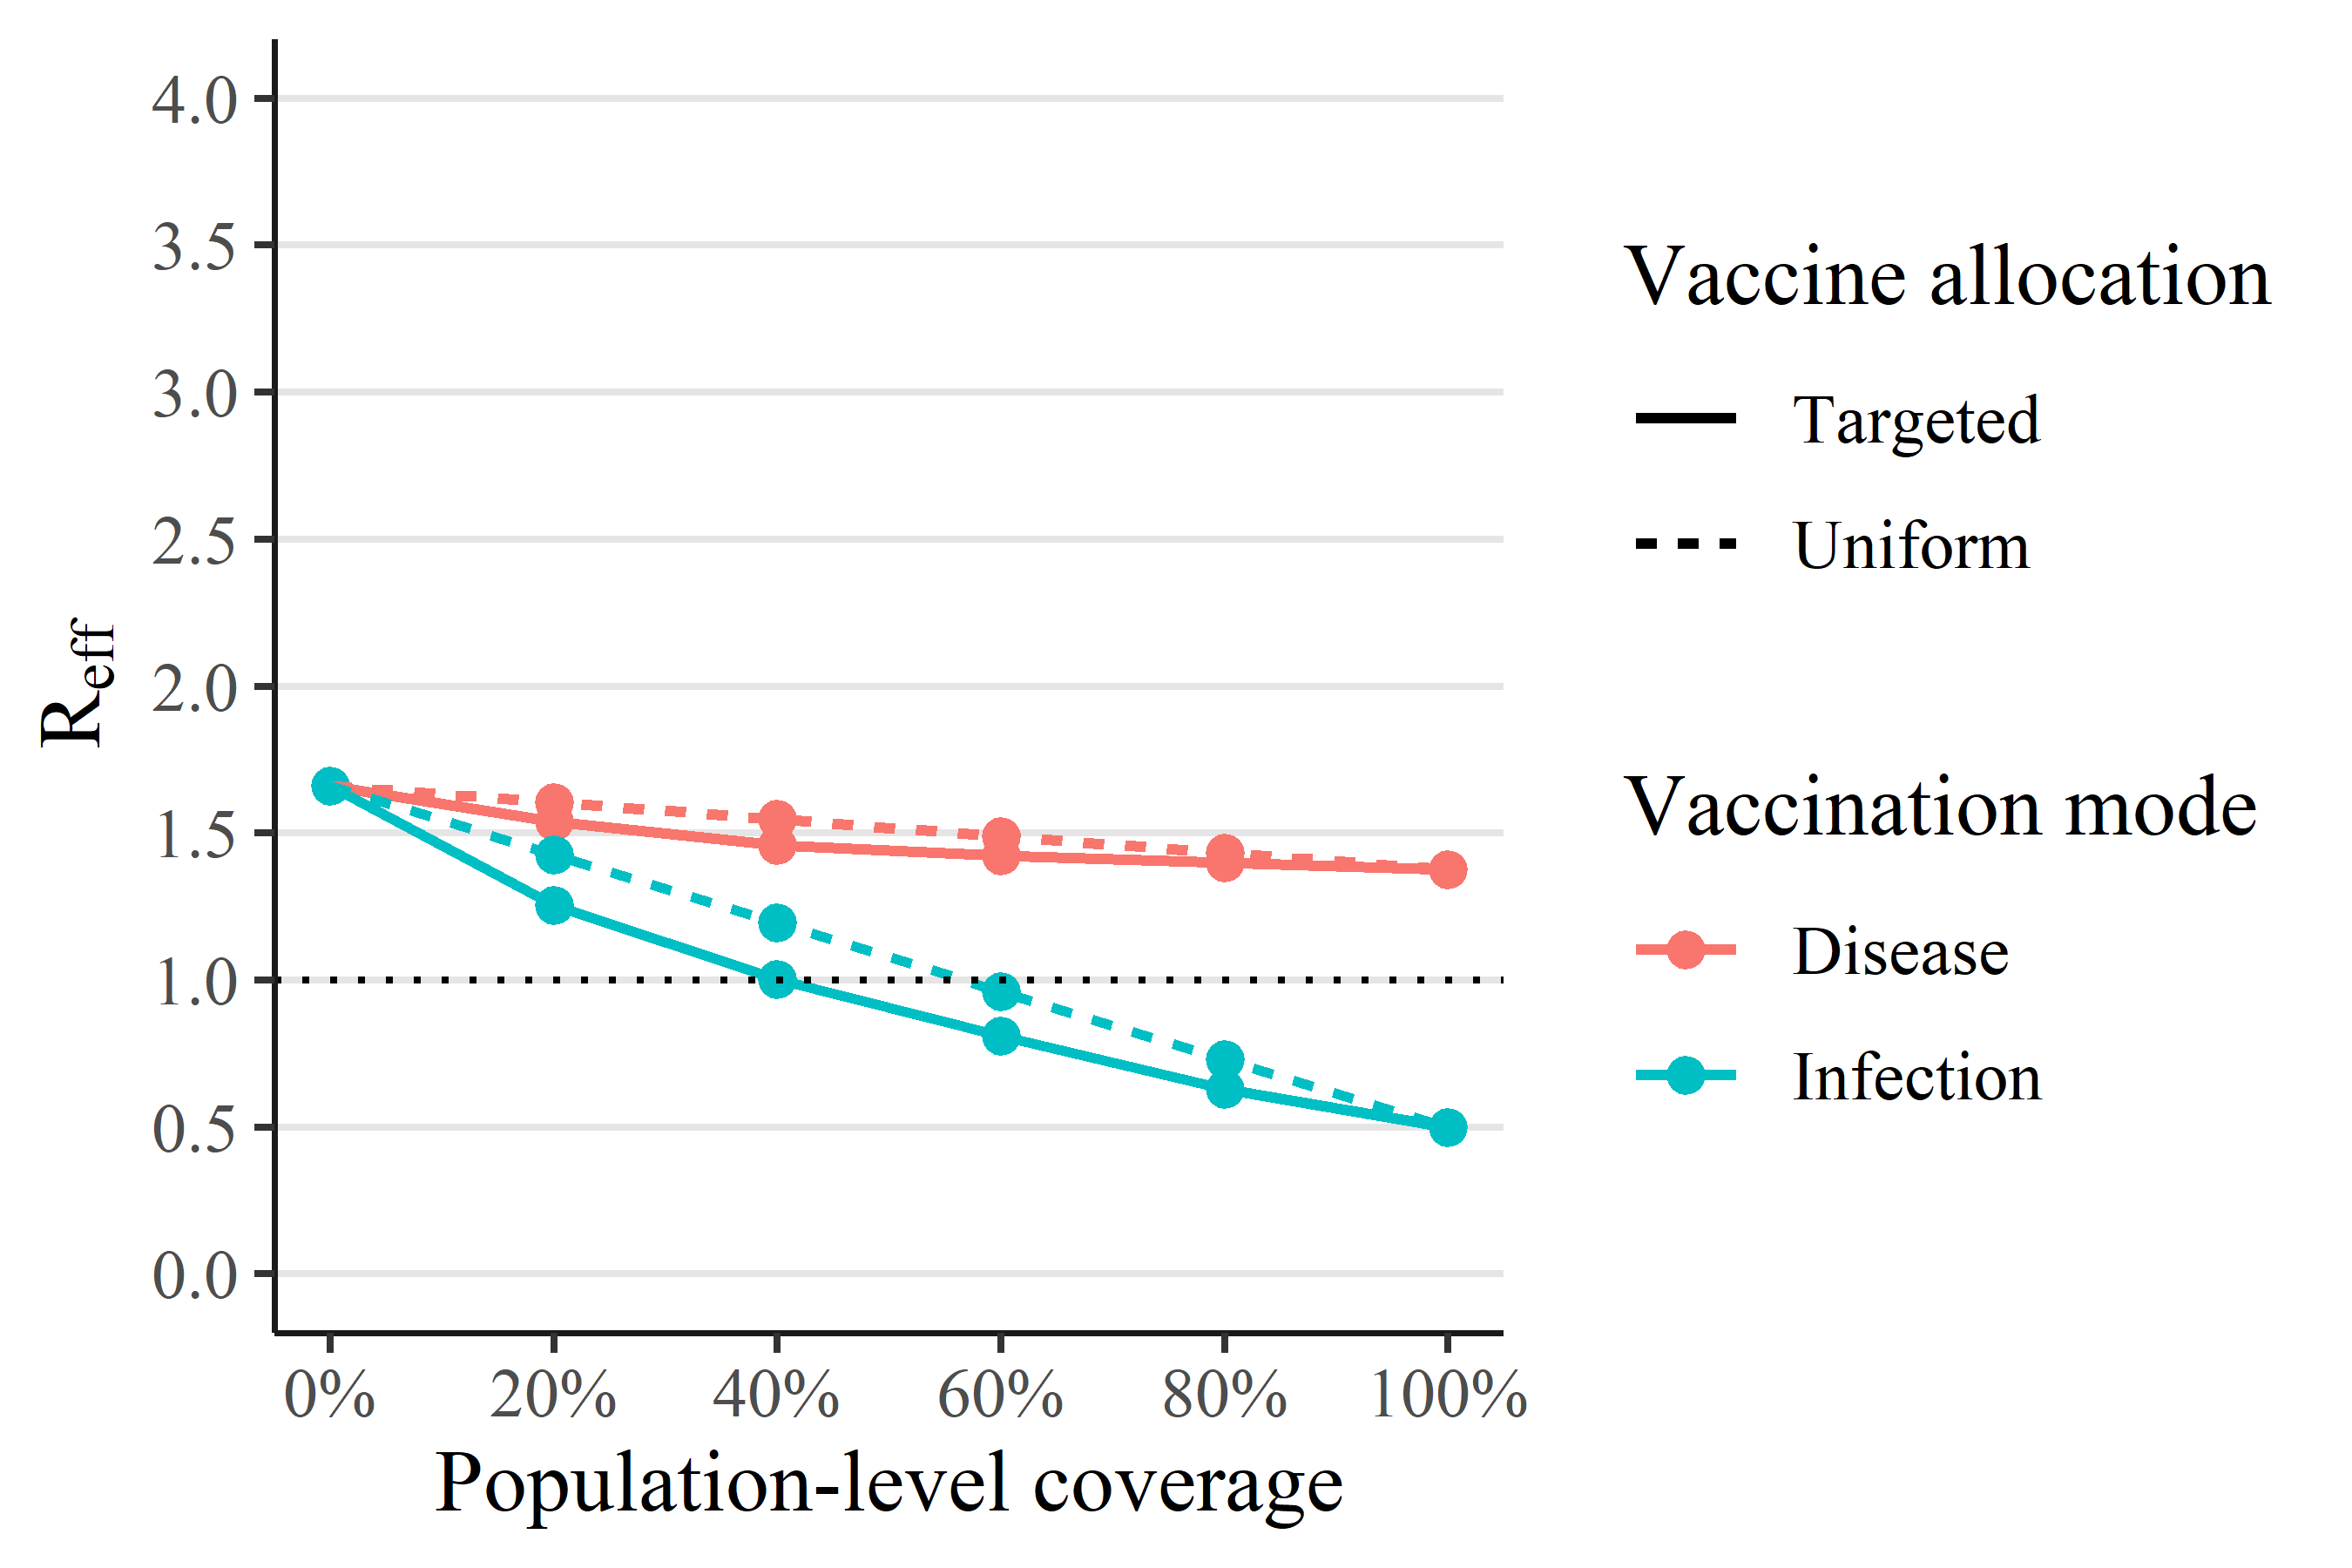 4.0
3.5
3.0
2.5
2.0
1.5
1.0
0.5
0.0
Reff
0% 20% 40% 60% 80% 100%
Population-level coverage
Vaccine allocation
Targeted
Uniform
Vaccination mode
Disease
Infection